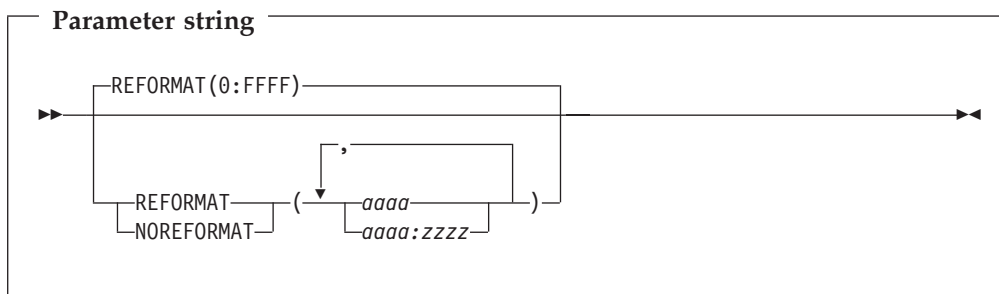 Parameter string
REFORMAT(0:FFFF)
,
REFORMAT ( aaaa )
NOREFORMAT aaaa:zzzz